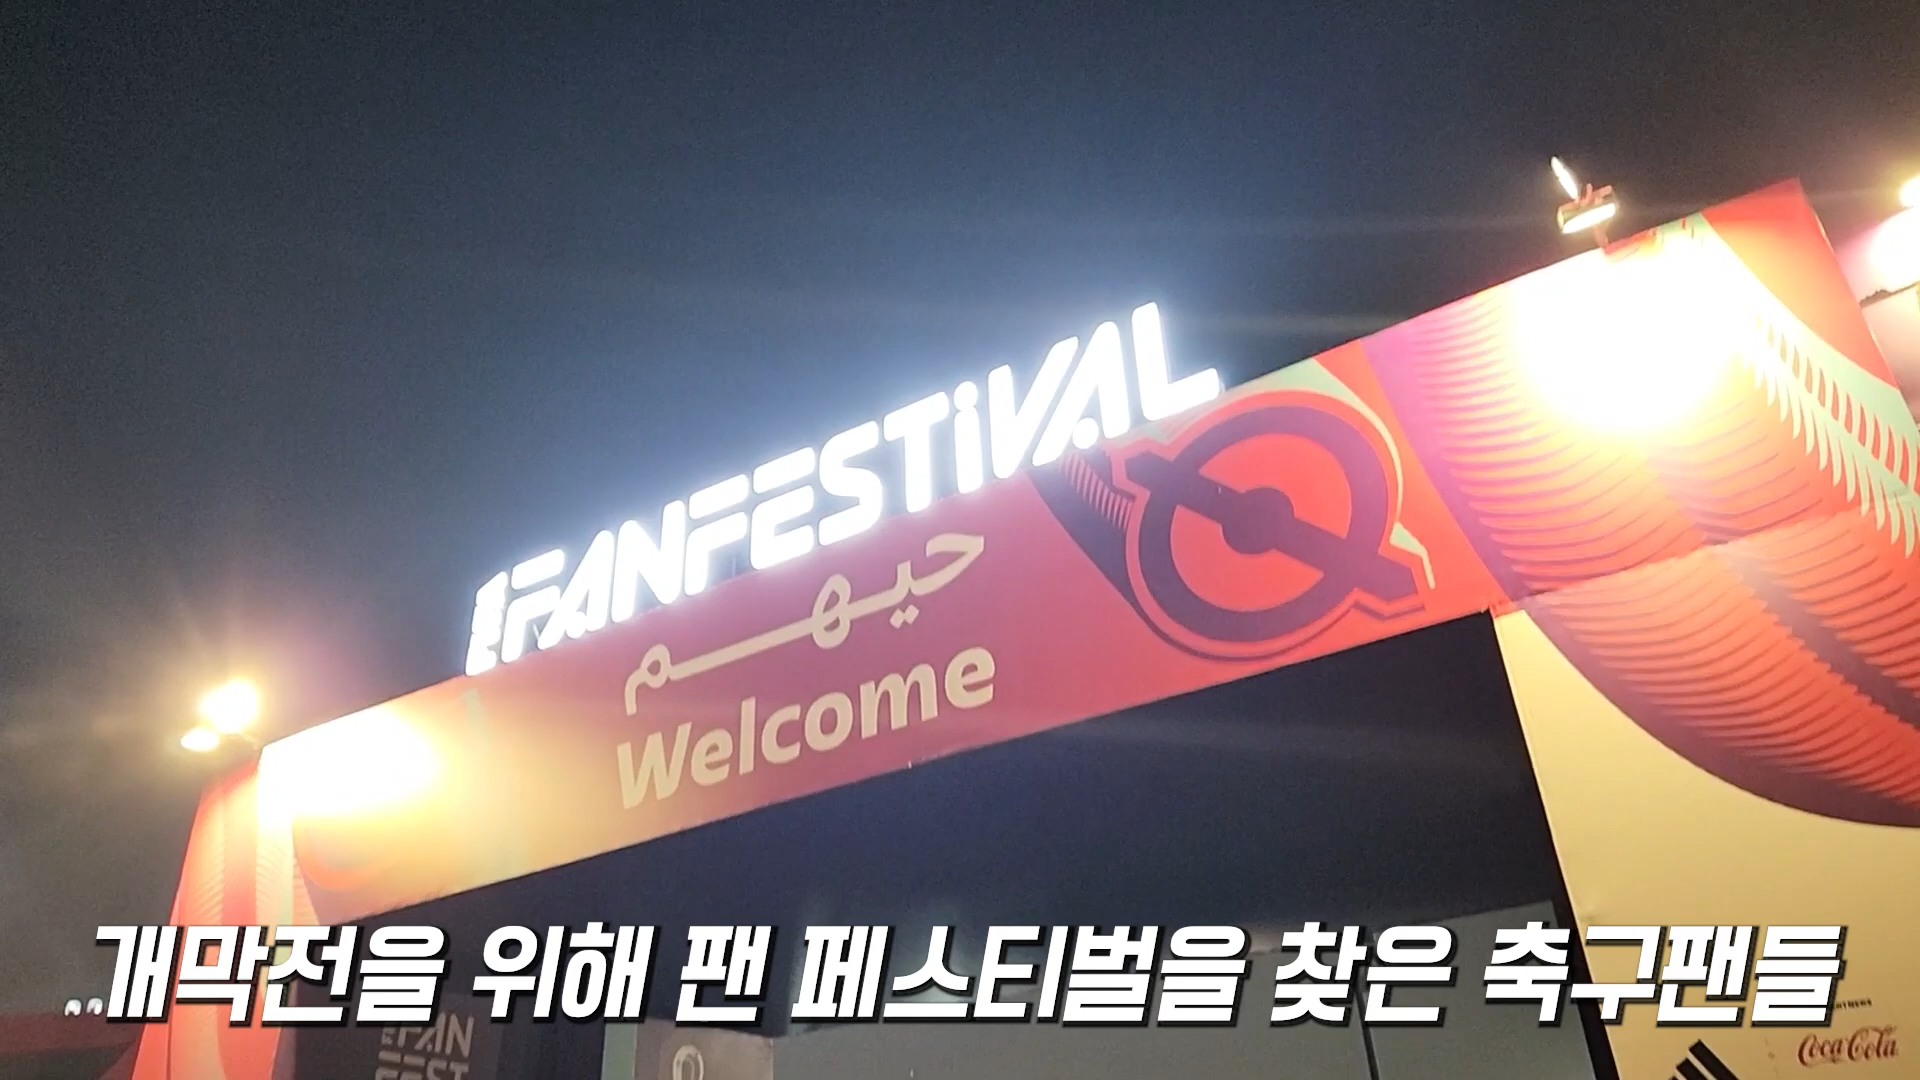 FANFESTiVAL
حيهم
Welcome
..개막전을 위해 팬 페스티벌을 찾은 축구팬들
FAN
FEST
Coca-Cola